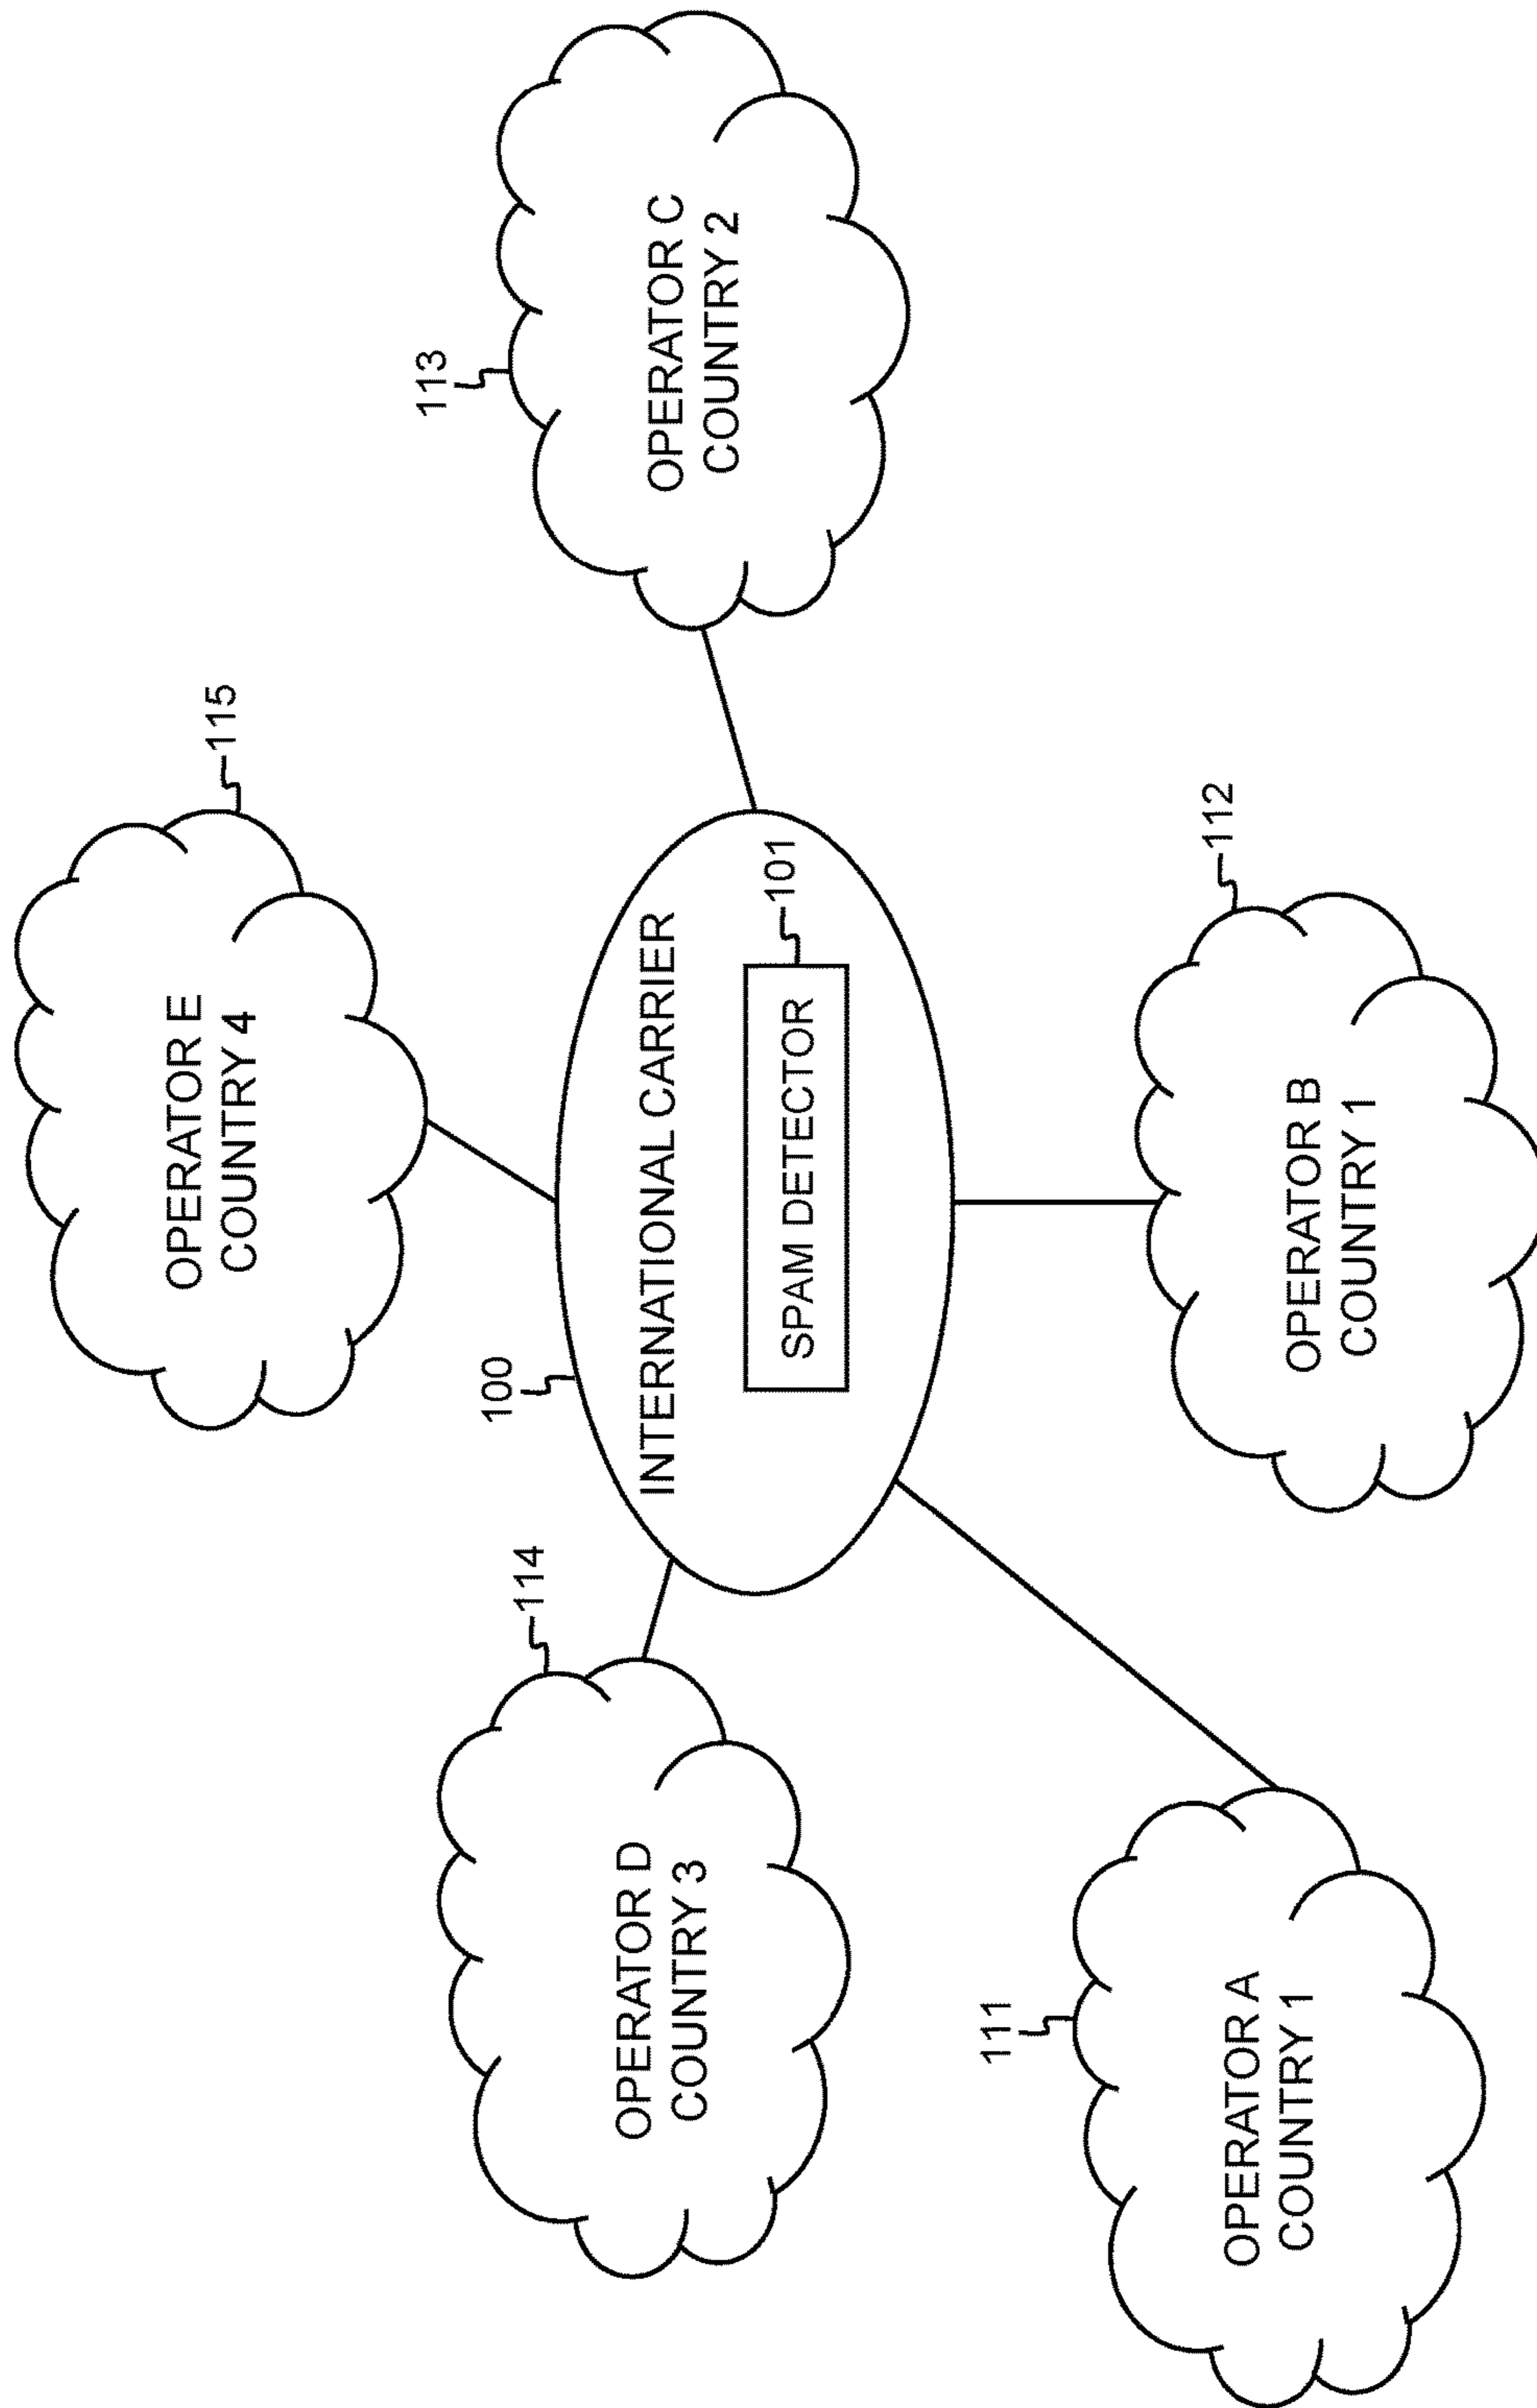 OPERATOR E
COUNTRY 4
115
114
OPERATOR D
COUNTRY 3
100
INTERNATIONAL CARRIER
SPAM DETECTOR
101
113
OPERATOR C
COUNTRY 2
111
OPERATOR A
COUNTRY 1
112
OPERATOR B
COUNTRY 1